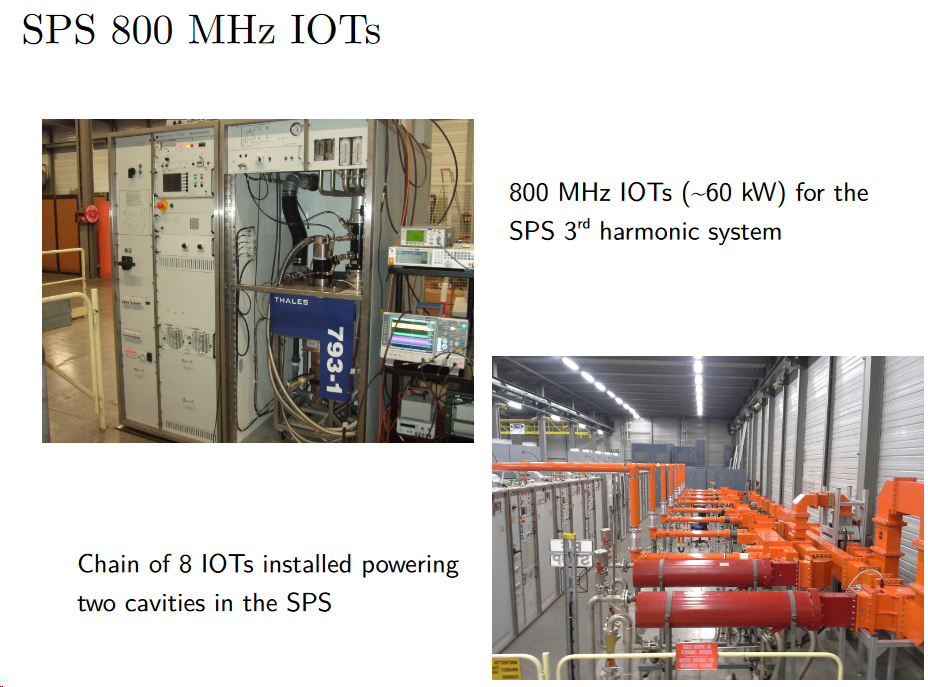 SPS 800 MHz IOTs
THALES
793-1
800 MHz IOTs (~60 kW) for the
SPS 3rd harmonic system
Chain of 8 IOTs installed powering
two cavities in the SPS
ATTENTION